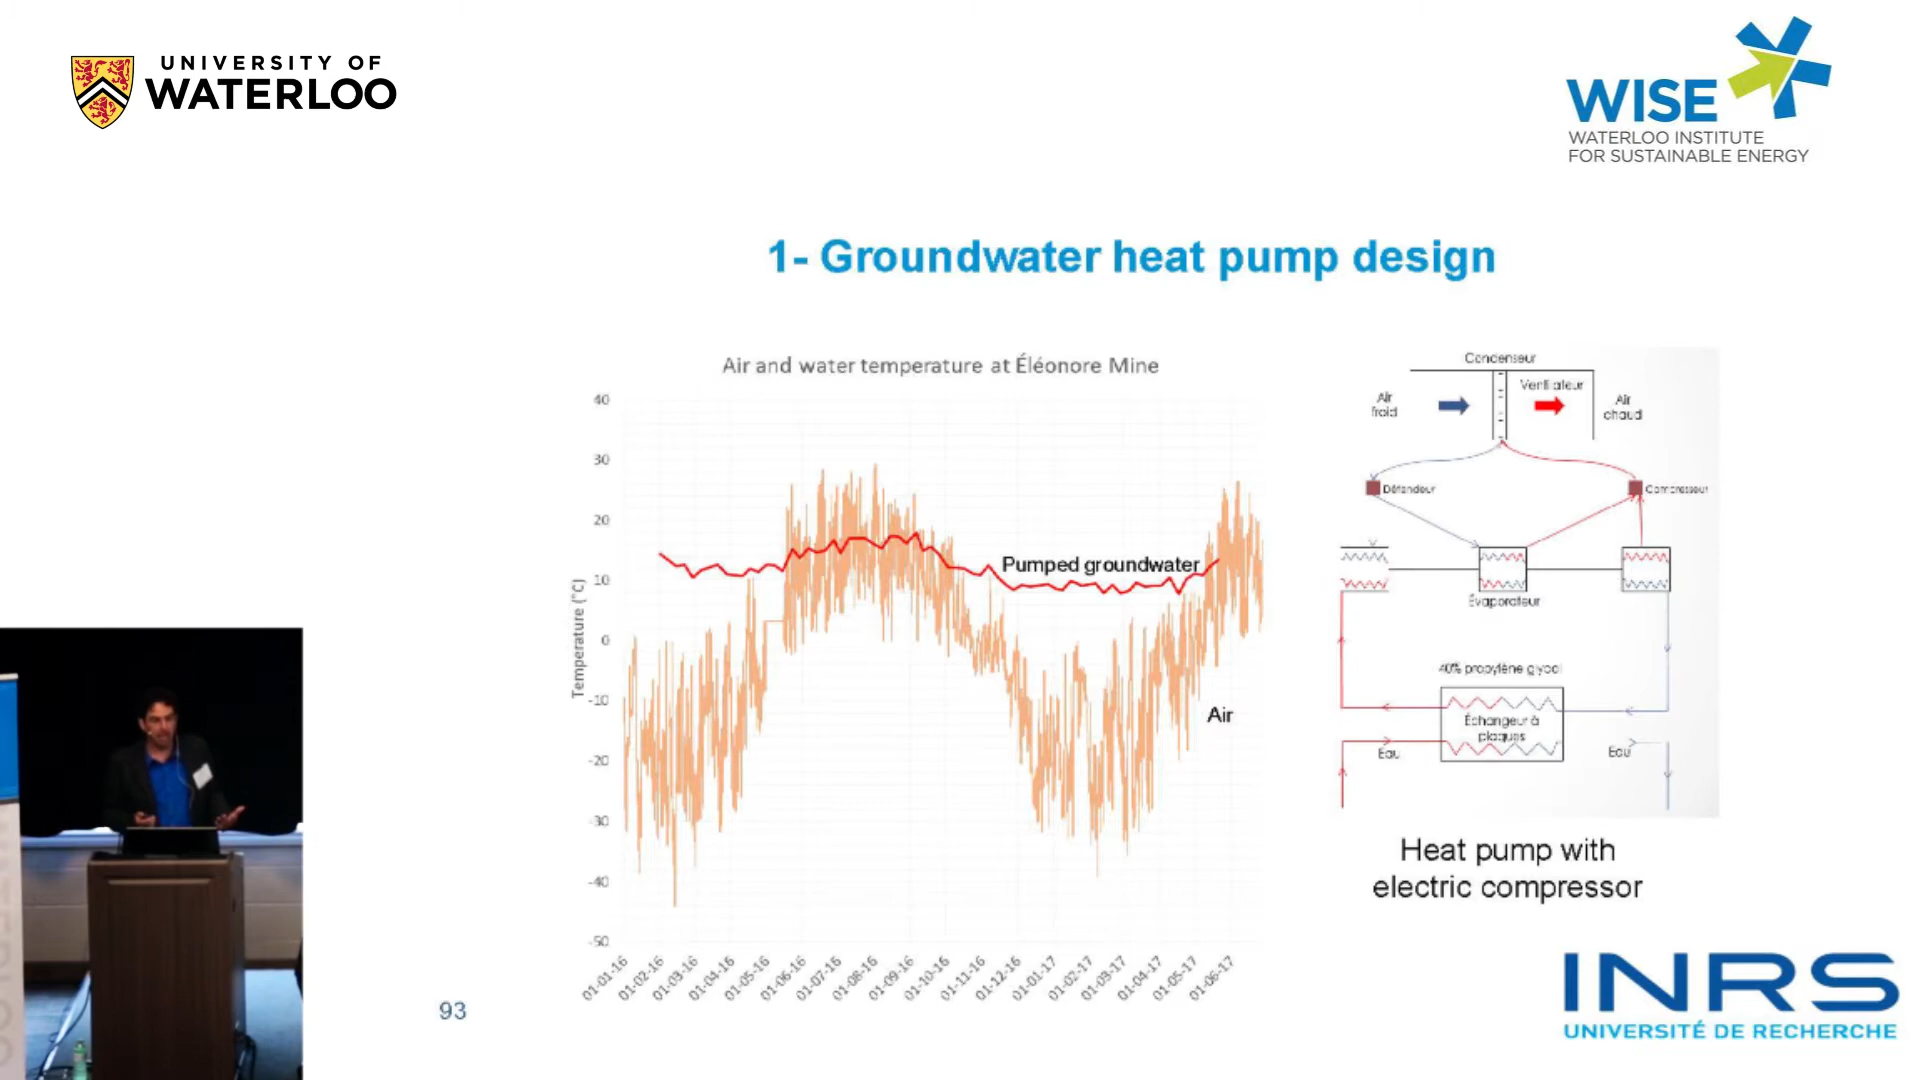 UNIVERSITY OF
WATERLOO
WISE
WATERLOO INSTITUTE
FOR SUSTAINABLE ENERGY
1- Groundwater heat pump design
Air and water temperature at Éléonore Mine
Temperature (°C)
40
30
20
10
0
-10
-20
-30
-40
-50
Pumped groundwater
Air
01-01-16
01-02-16
01-03-16
01-04-16
01-05-16
01-06-16
01-07-16
01-08-16
01-09-16
01-10-16
01-11-16
01-12-16
01-01-17
01-02-17
01-03-17
01-04-17
01-05-17
01-06-17
Condenseur
Ventilateur
Air
froid
Air
chaud
Détendeur
Compresseur
Évaporateur
40% propylène glycol
Échangeur à
plaques
Eau
Eau
Heat pump with
electric compressor
93
INRS
UNIVERSITÉ DE RECHERCHE